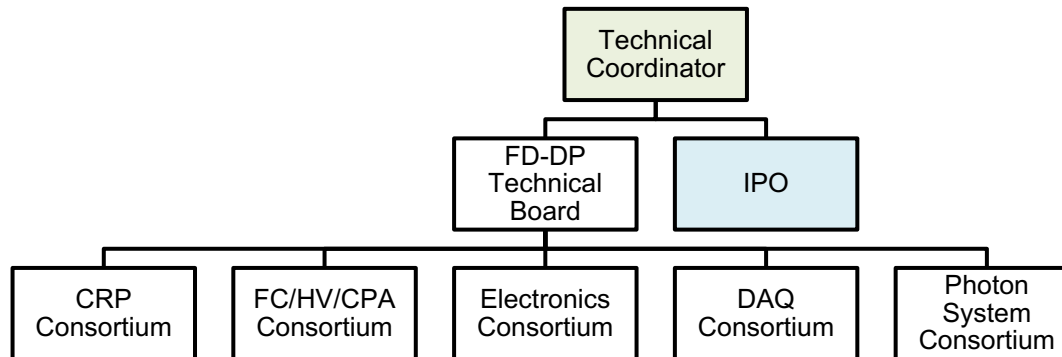 Technical
Coordinator
FD-DP
Technical
Board
IPO
CRP
Consortium
FC/HV/CPA
Consortium
Electronics
Consortium
DAQ
Consortium
Photon
System
Consortium